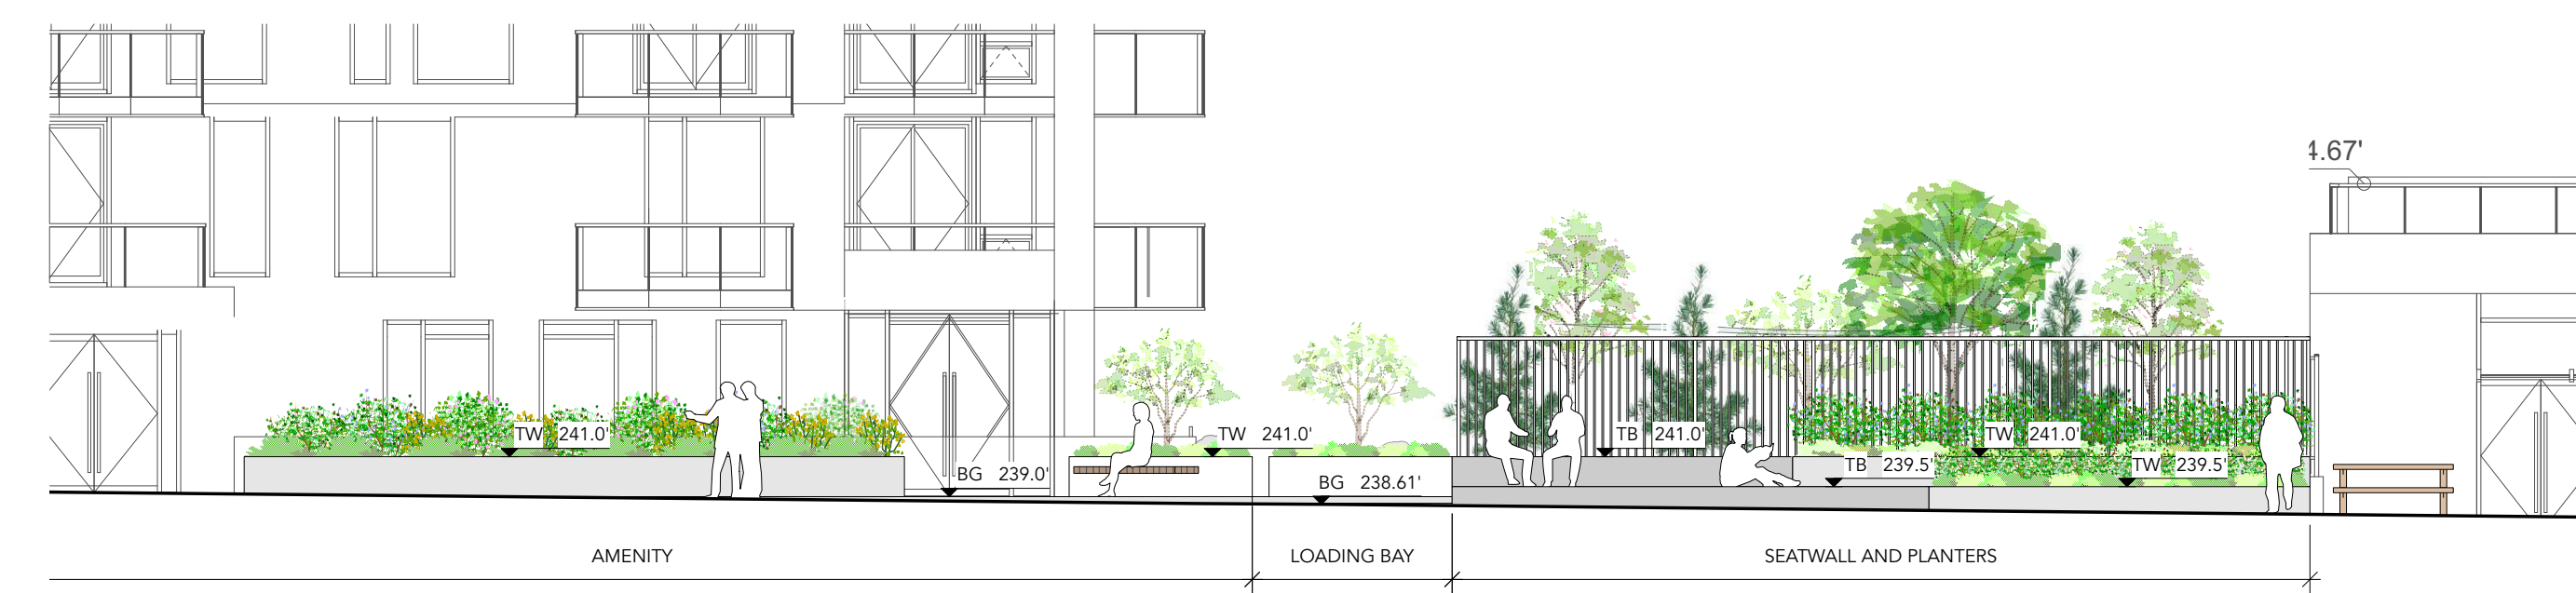 4.67'
TW 241.0'
BG 239.0'
TW 241.0'
BG 238.61'
TB 241.0'
TB 239.5'
TW 241.0
TW 239.5'
AMENITY
LOADING BAY
SEATWALL AND PLANTERS